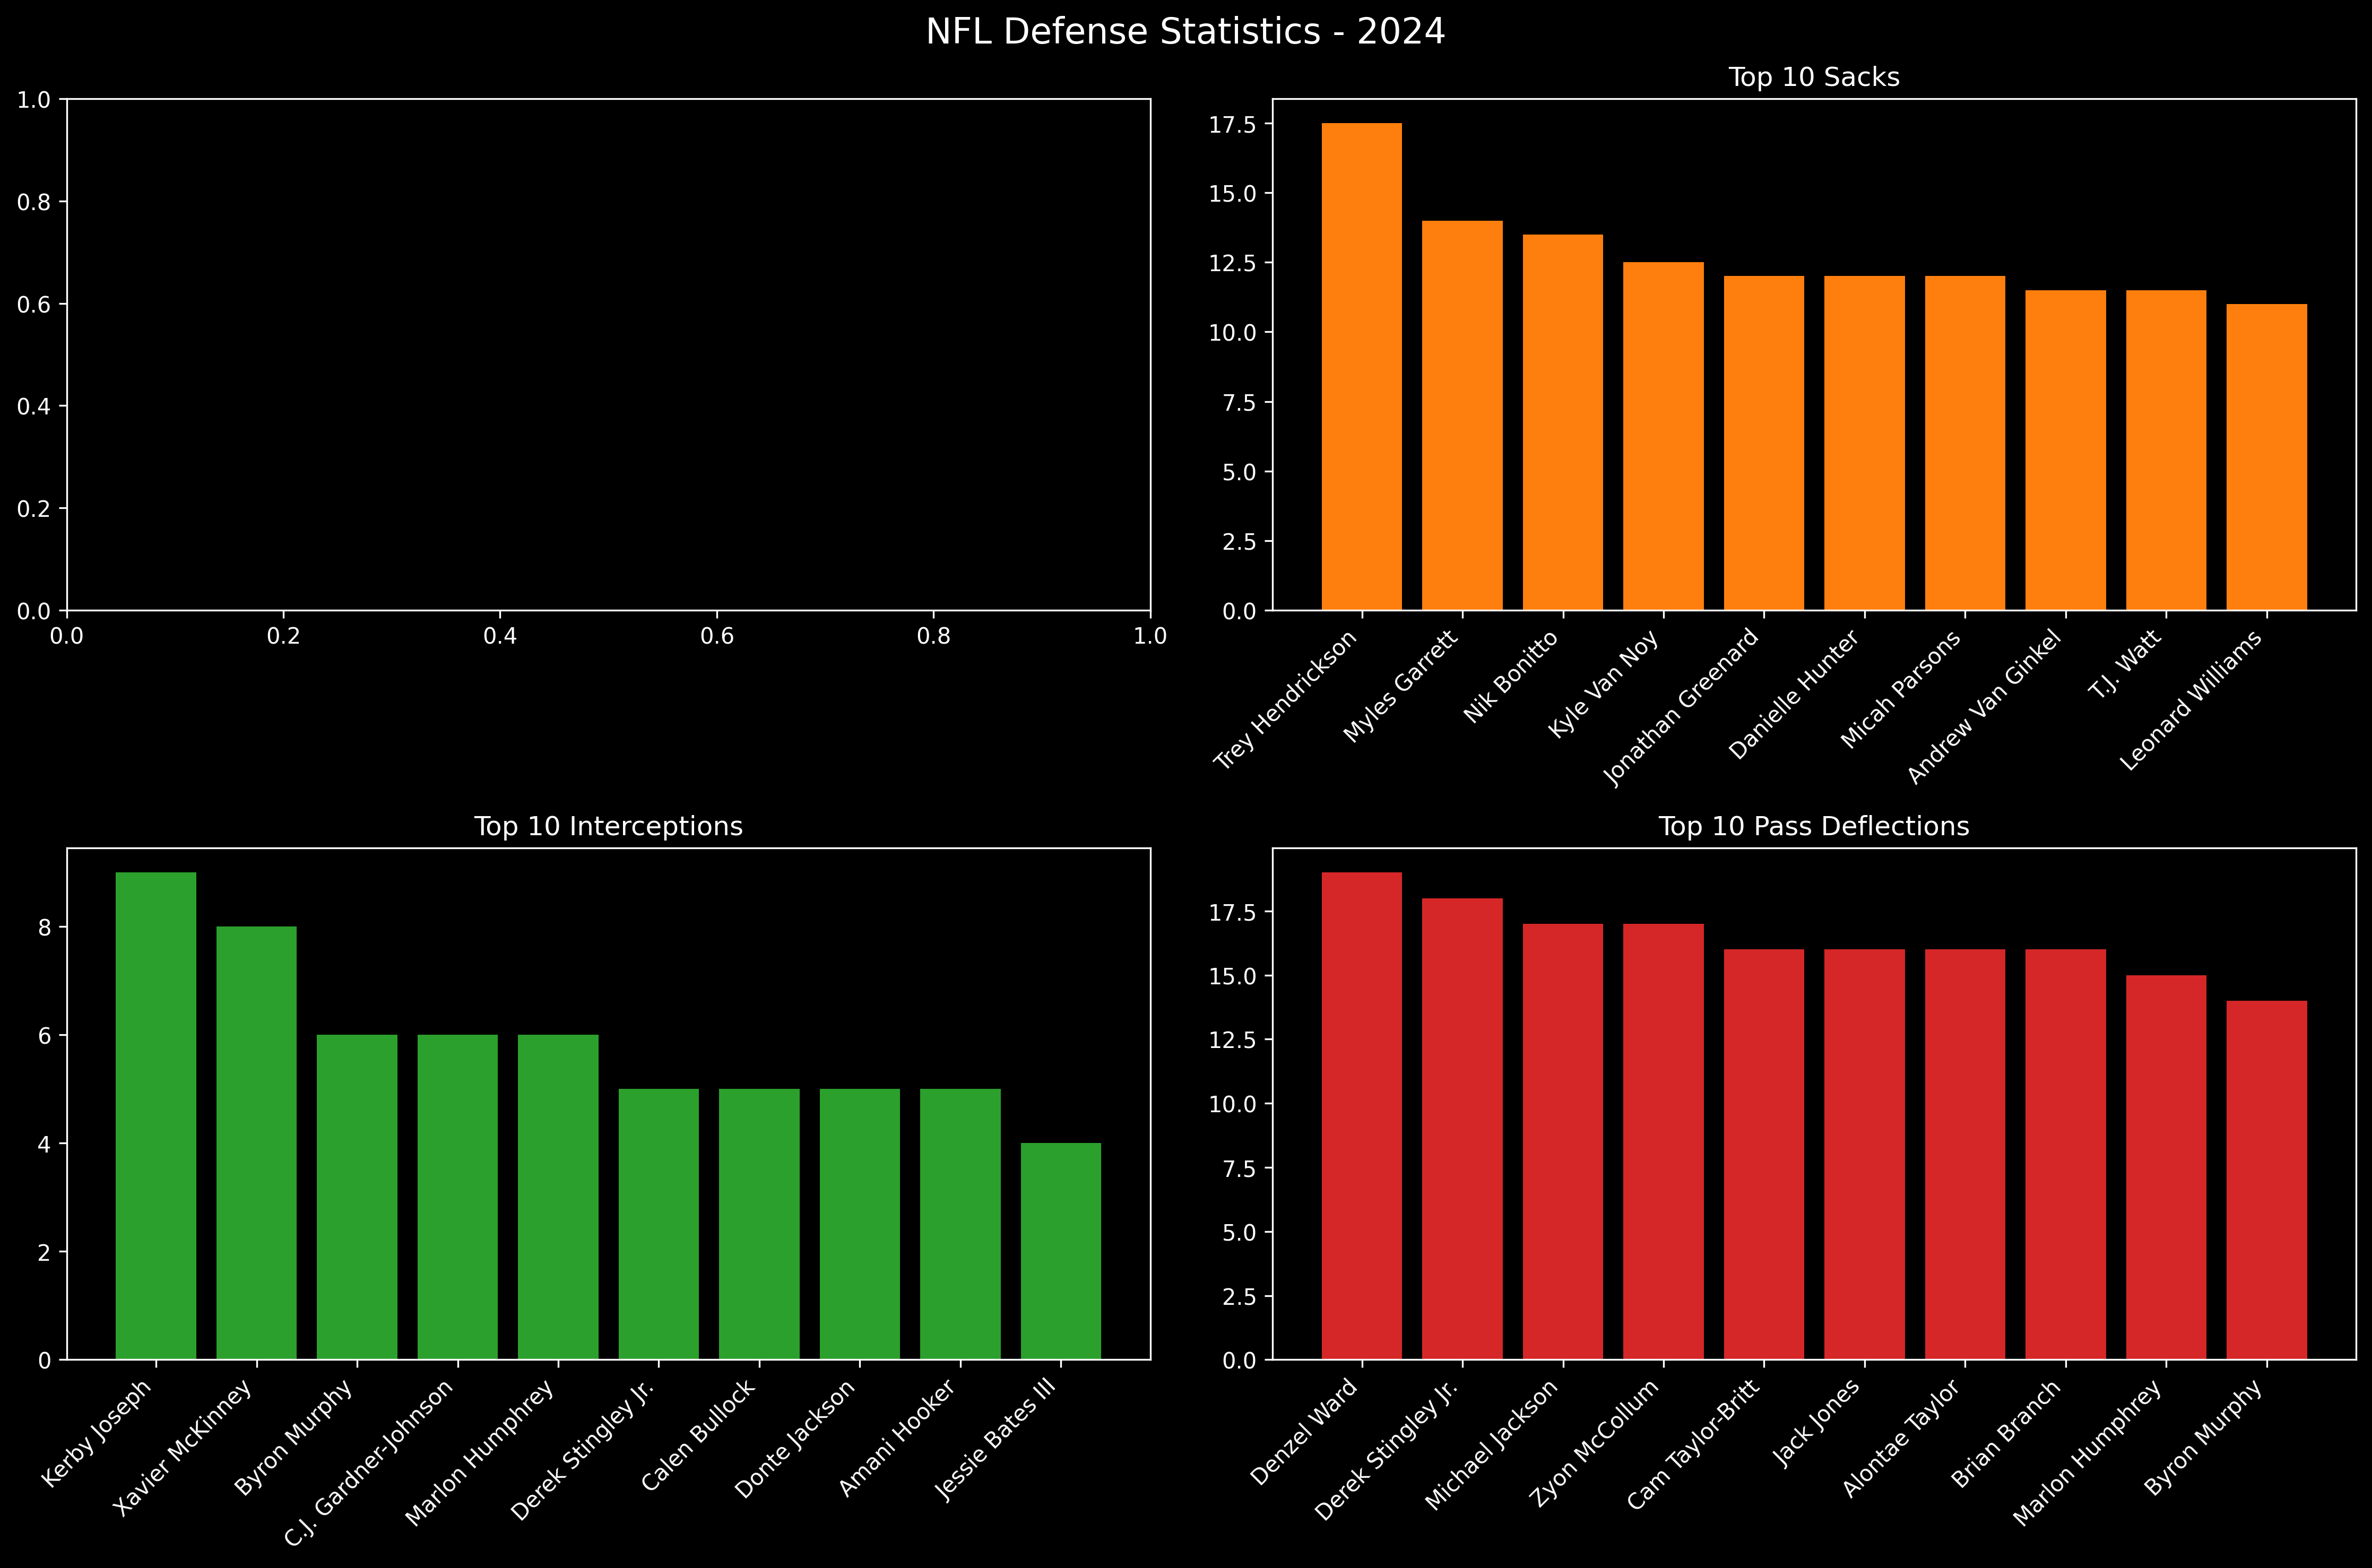 NFL Defense Statistics - 2024
1.0
0.8
0.6
0.4
0.2
0.0
0.0 0.2 0.4 0.6 0.8 1.0
Top 10 Sacks
17.5
15.0
12.5
10.0
7.5
5.0
2.5
0.0
Trey Hendrickson
Myles Garrett
Nik Bonitto
Kyle Van Noy
Jonathan Greenard
Danielle Hunter
Micah Parsons
Andrew Van Ginkel
T.J. Watt
Leonard Williams
Top 10 Interceptions
8
6
4
2
0
Kerby Joseph
Xavier McKinney
Byron Murphy
C.J. Gardner-Johnson
Marlon Humphrey
Derek Stingley Jr.
Calen Bullock
Donte Jackson
Amani Hooker
Jessie Bates III
Top 10 Pass Deflections
17.5
15.0
12.5
10.0
7.5
5.0
2.5
0.0
Denzel Ward
Derek Stingley Jr.
Michael Jackson
Zyon McCollum
Cam Taylor-Britt
Jack Jones
Alontae Taylor
Brian Branch
Marlon Humphrey
Byron Murphy